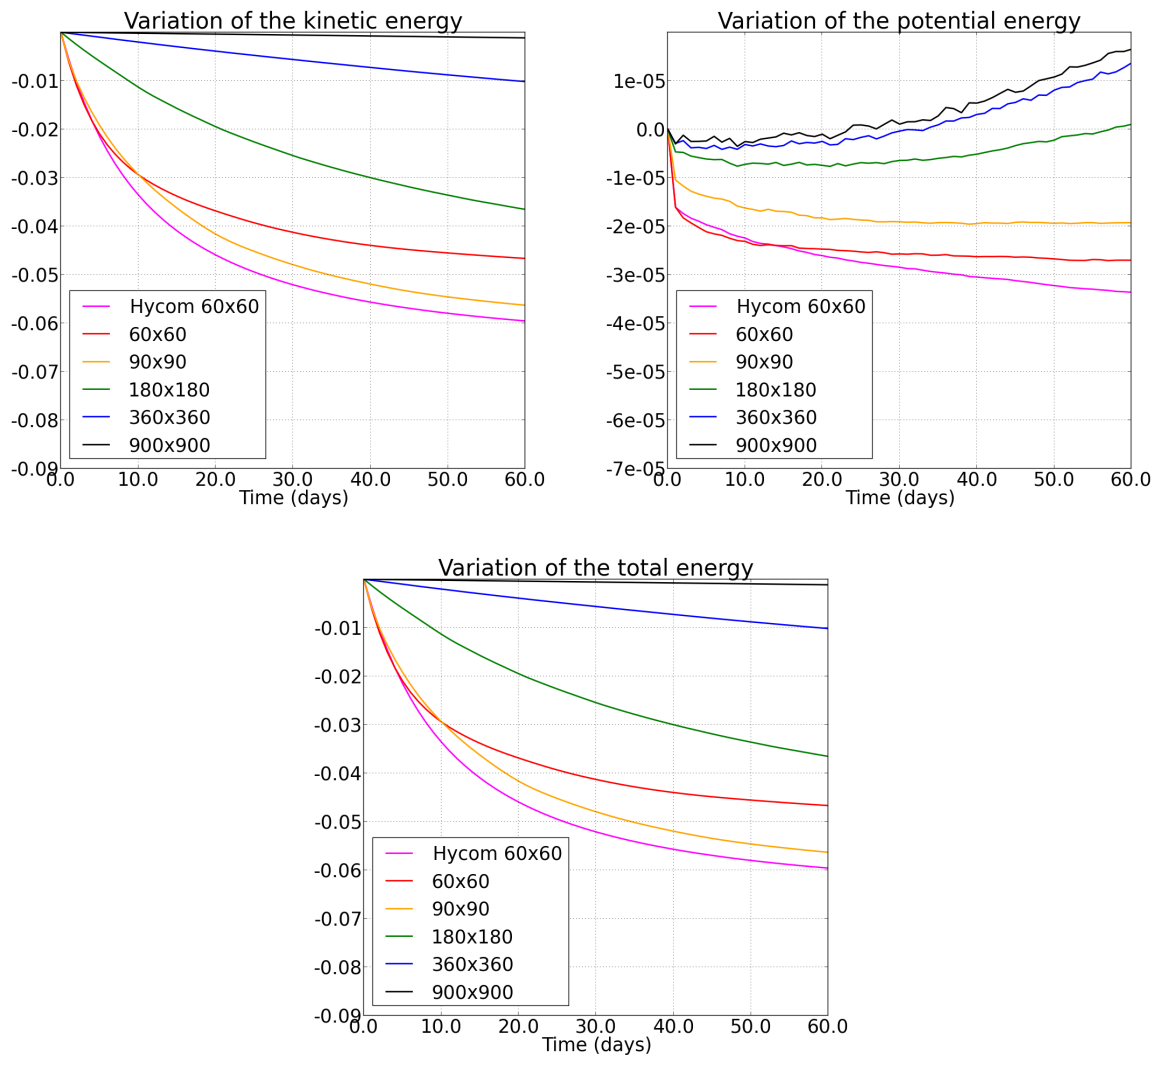 Variation of the kinetic energy
-0.01
-0.02
-0.03
-0.04
-0.05
-0.06
-0.07
-0.08
-0.09
Hycom 60x60
60x60
90x90
180x180
360x360
900x900
0.0 10.0 20.0 30.0 40.0 50.0 60.0
Time (days)
Variation of the potential energy
1e-05
0.0
-1e-05
-2e-05
-3e-05
-4e-05
-5e-05
-6e-05
-7e-05
Hycom 60x60
60x60
90x90
180x180
360x360
900x900
0.0 10.0 20.0 30.0 40.0 50.0 60.0
Time (days)
Variation of the total energy
-0.01
-0.02
-0.03
-0.04
-0.05
-0.06
-0.07
-0.08
-0.09
Hycom 60x60
60x60
90x90
180x180
360x360
900x900
0.0 10.0 20.0 30.0 40.0 50.0 60.0
Time (days)